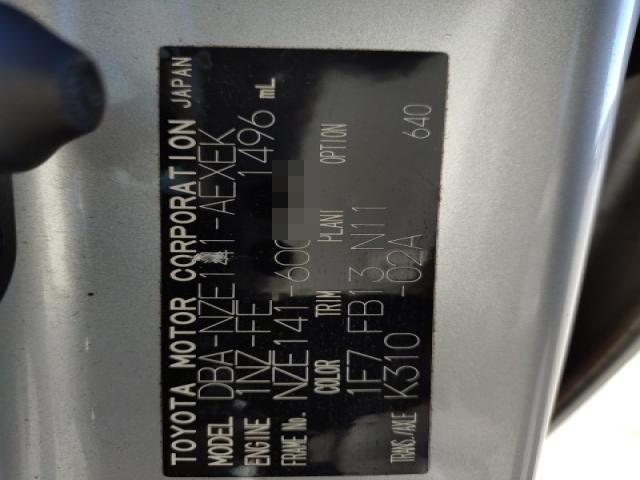 TOYOTA MOTOR CORPORATION JAPAN
MODEL DBA-NZE141-AEXEK
ENGINE 1NZ-FE 1496 mL
FRAME No. NZE141-600
COLOR TRIM PLANT OPTION
1F7 FB13 N11 640
TRANS./AXLE K310 -02A